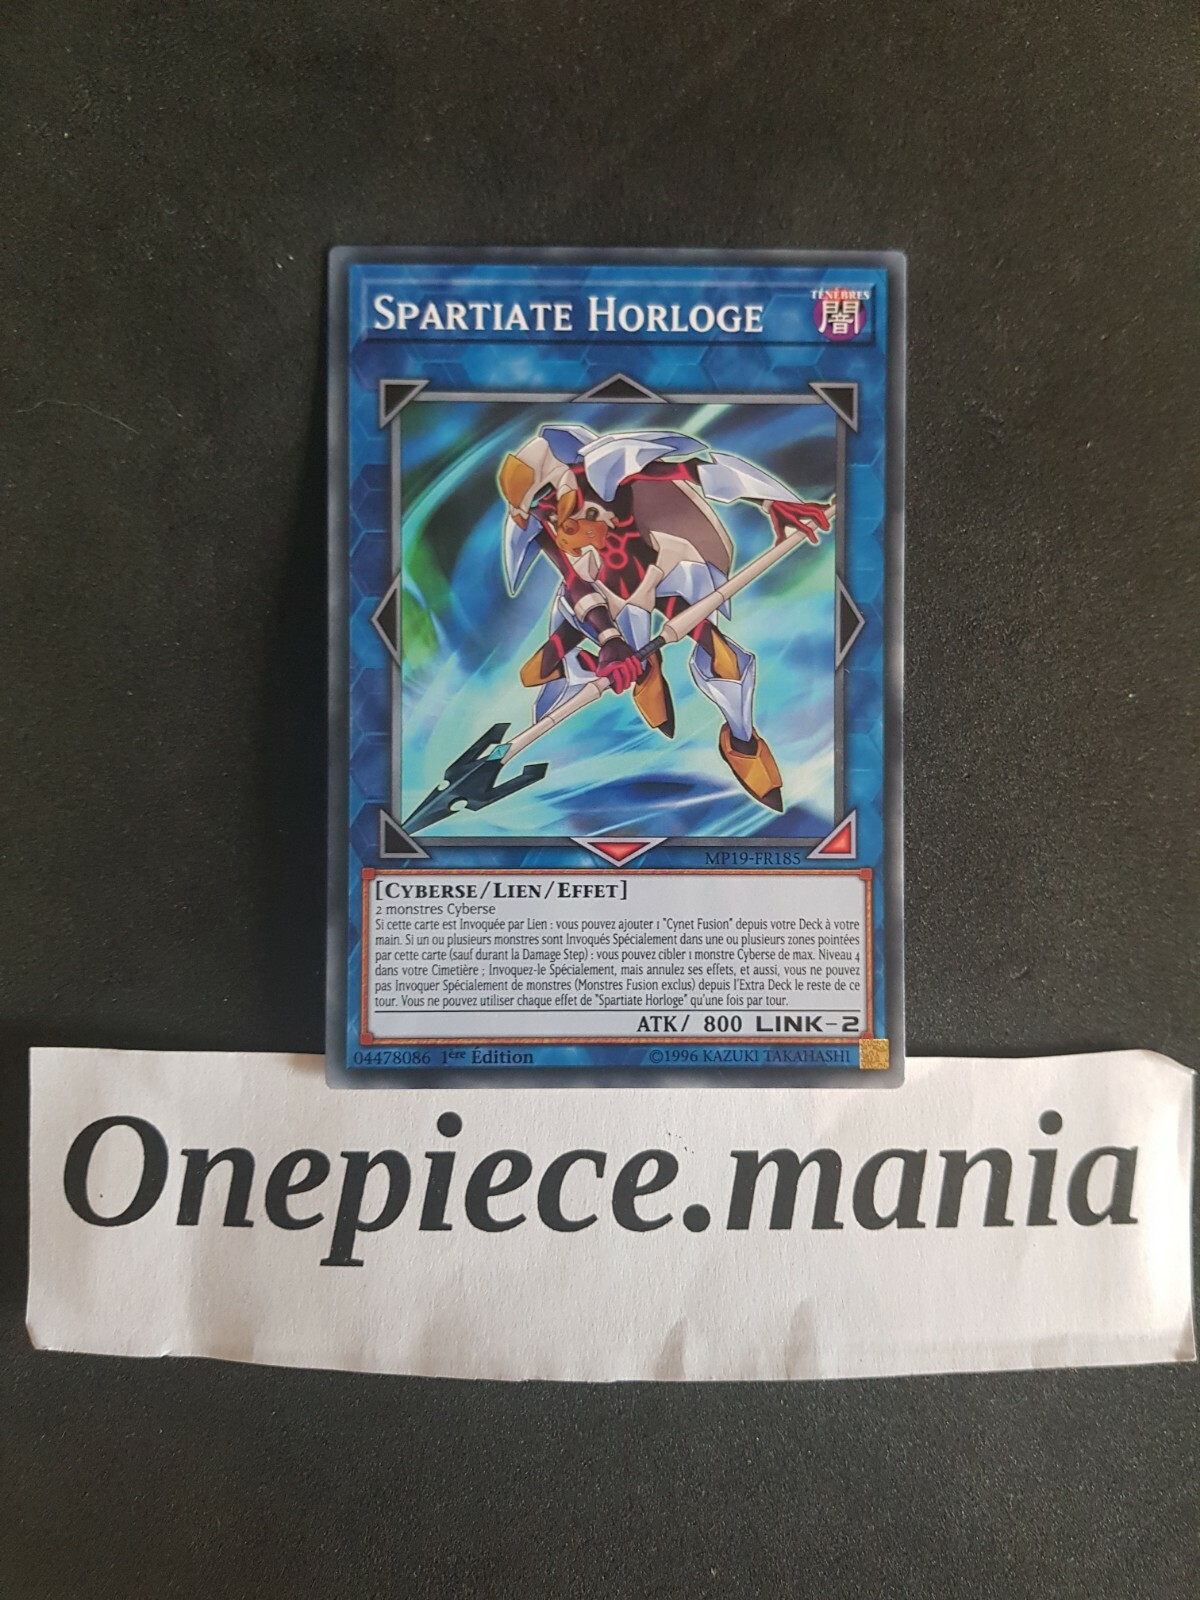 Spartiate Horloge
TÉNÈBRES
闇
MP19-FR185
[Cyberse/Lien/Effet]
2 monstres Cyberse
Si cette carte est Invoquée par Lien : vous pouvez ajouter 1 "Cynet Fusion" depuis votre Deck à votre
main. Si un ou plusieurs monstres sont Invoqués Spécialement dans une ou plusieurs zones pointées
par cette carte (sauf durant la Damage Step) : vous pouvez cibler 1 monstre Cyberse de max. Niveau 4
dans votre Cimetière ; Invoquez-le Spécialement, mais annulez ses effets, et aussi, vous ne pouvez
pas Invoquer Spécialement de monstres (Monstres Fusion exclus) depuis l'Extra Deck le reste de ce
tour. Vous ne pouvez utiliser chaque effet de "Spartiate Horloge" qu'une fois par tour.
ATK/ 800 LINK-2
04478086 1ère Édition ©1996 KAZUKI TAKAHASHI
Onepiece.mania